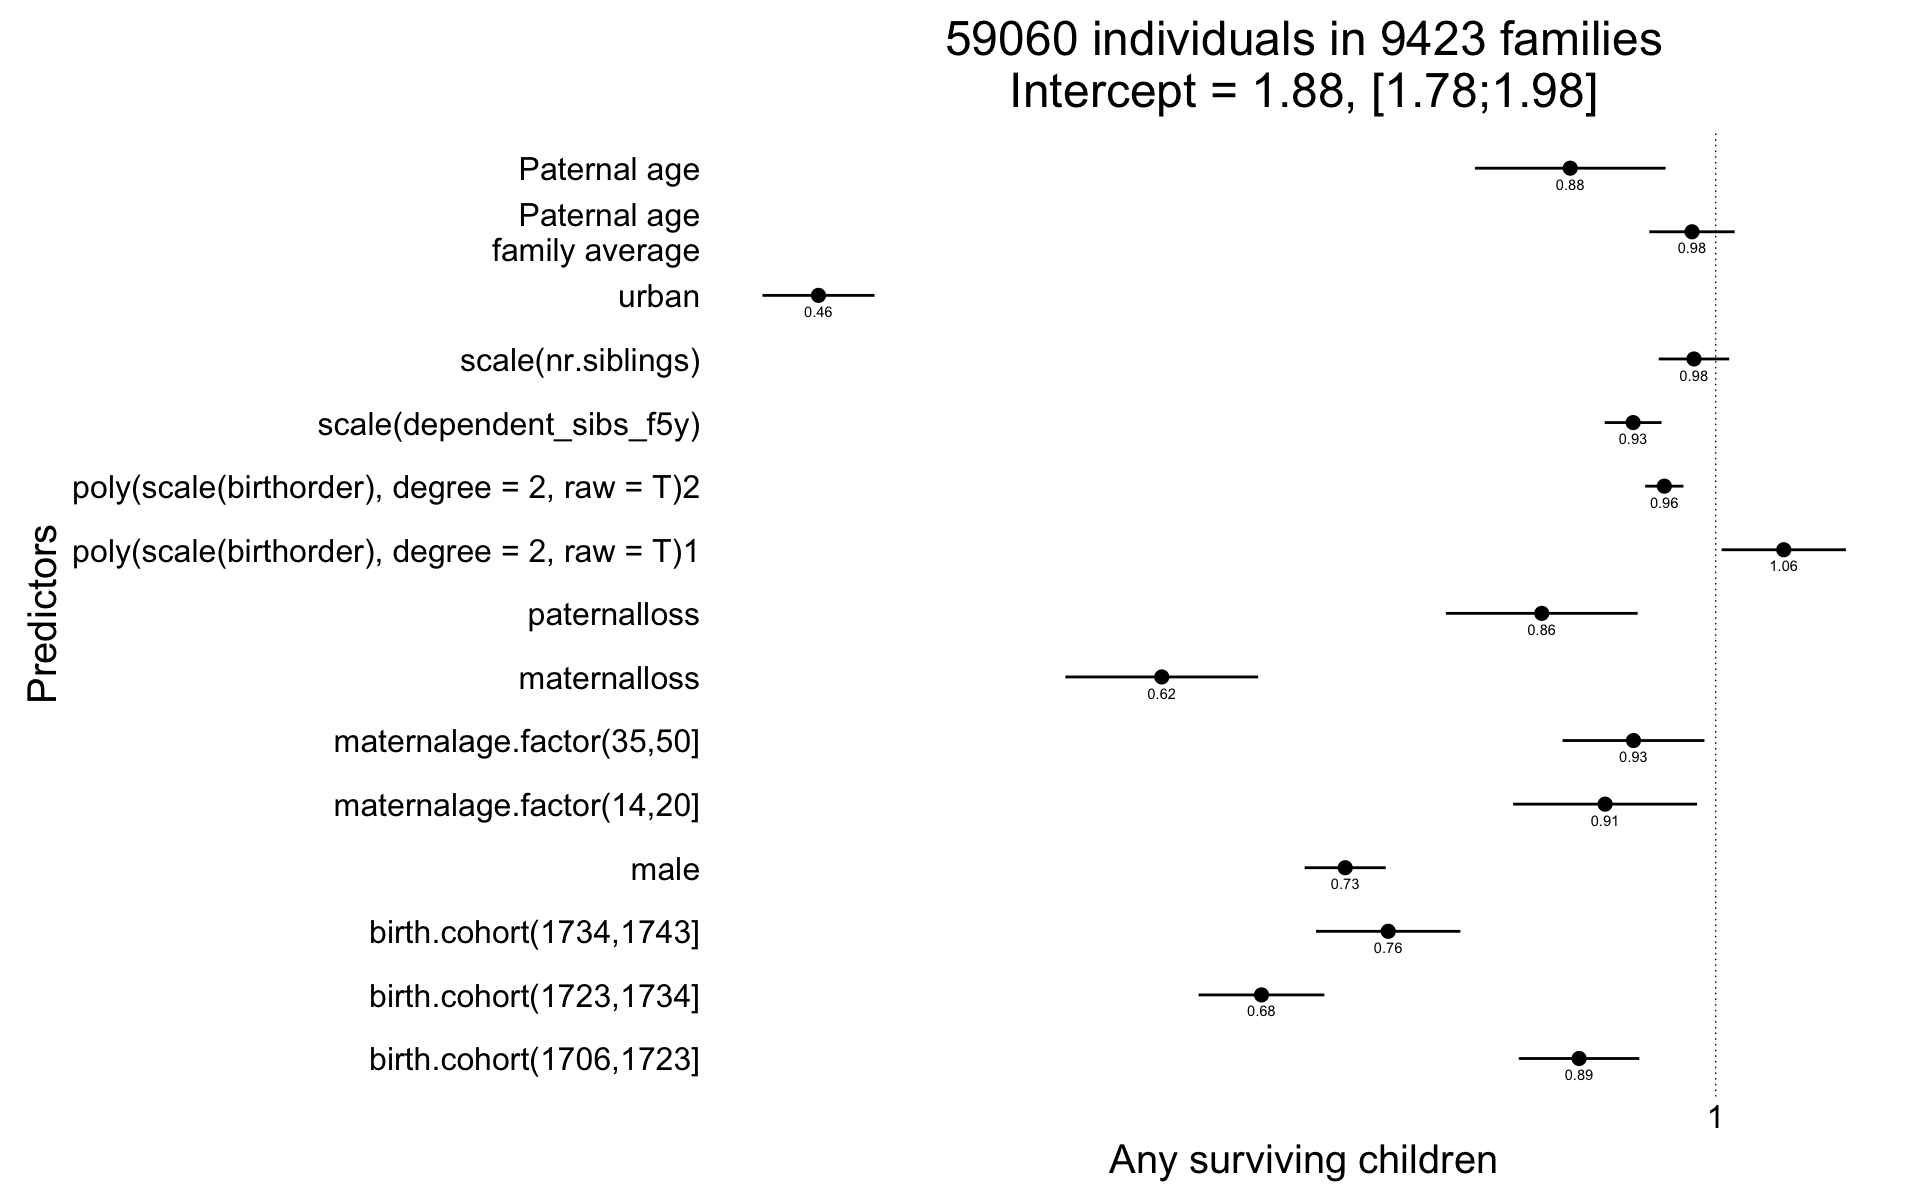 59060 individuals in 9423 families
Intercept = 1.88, [1.78;1.98]
Predictors
Paternal age
0.88
Paternal age
family average
0.98
urban
0.46
scale(nr.siblings)
0.98
scale(dependent_sibs_f5y)
0.93
poly(scale(birthorder), degree = 2, raw = T)2
0.96
poly(scale(birthorder), degree = 2, raw = T)1
1.06
paternalloss
0.86
maternalloss
0.62
maternalage.factor(35,50]
0.93
maternalage.factor(14,20]
0.91
male
0.73
birth.cohort(1734,1743]
0.76
birth.cohort(1723,1734]
0.68
birth.cohort(1706,1723]
0.89
1
Any surviving children